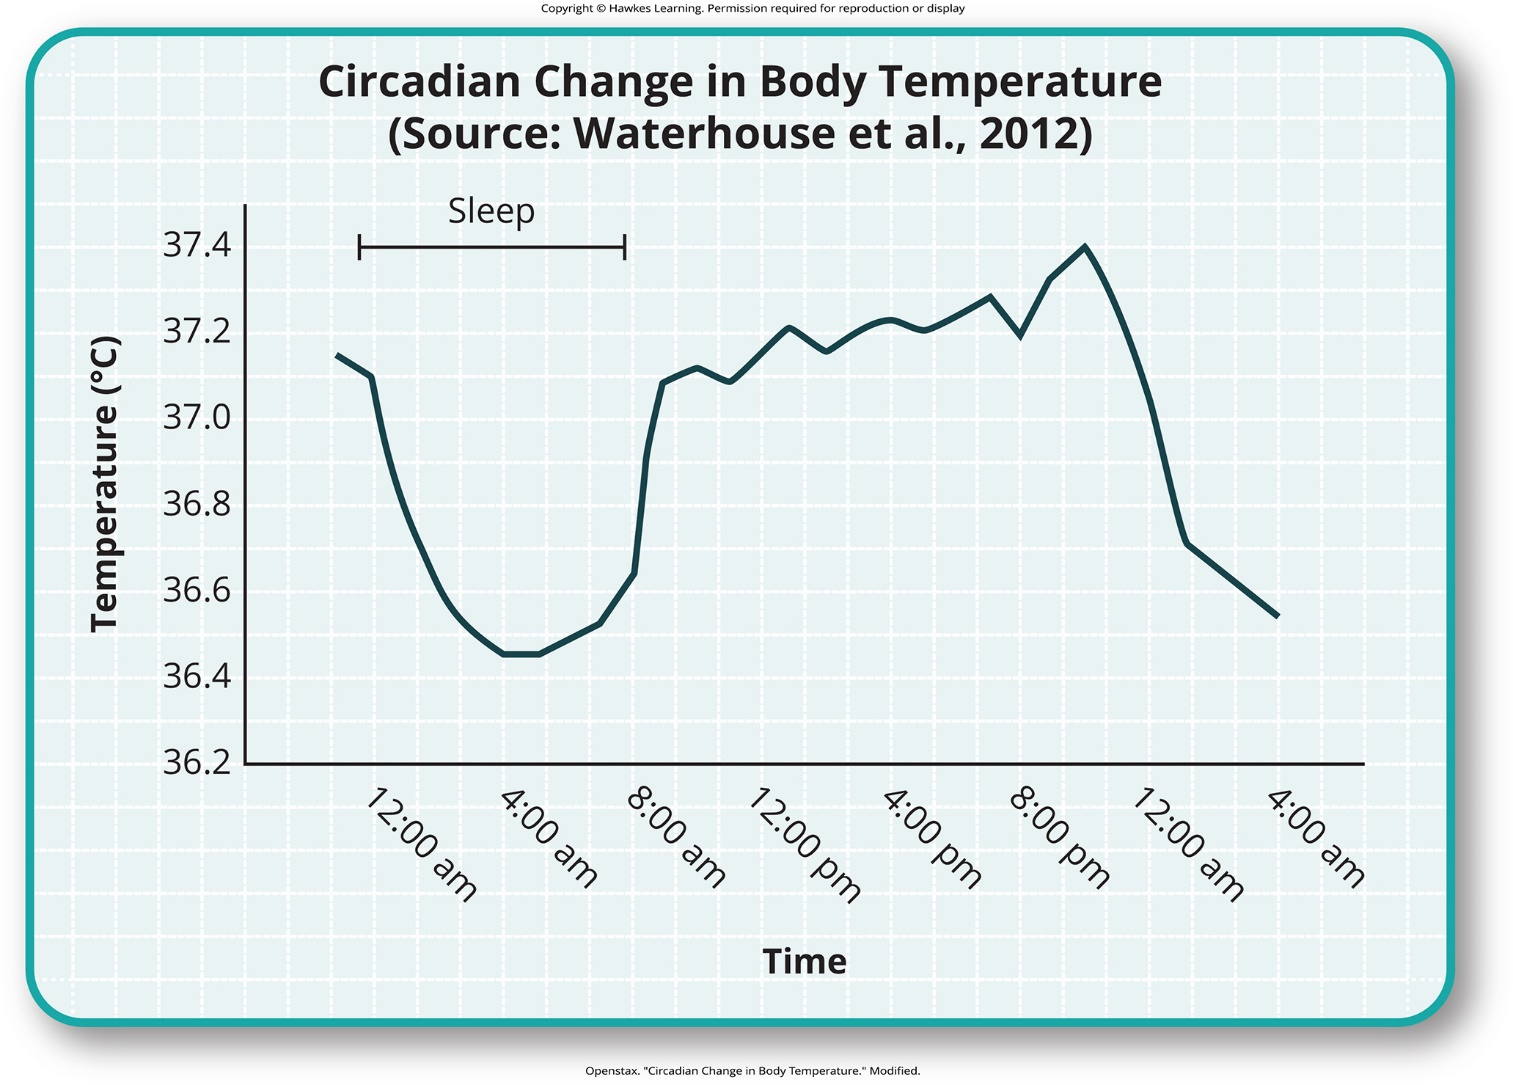 Copyright © Hawkes Learning. Permission required for reproduction or display
Circadian Change in Body Temperature
(Source: Waterhouse et al., 2012)
Sleep
37.4
37.2
37.0
36.8
36.6
36.4
36.2
Temperature (°C)
12:00 am
4:00 am
8:00 am
12:00 pm
4:00 pm
8:00 pm
12:00 am
4:00 am
Time
Openstax. "Circadian Change in Body Temperature." Modified.